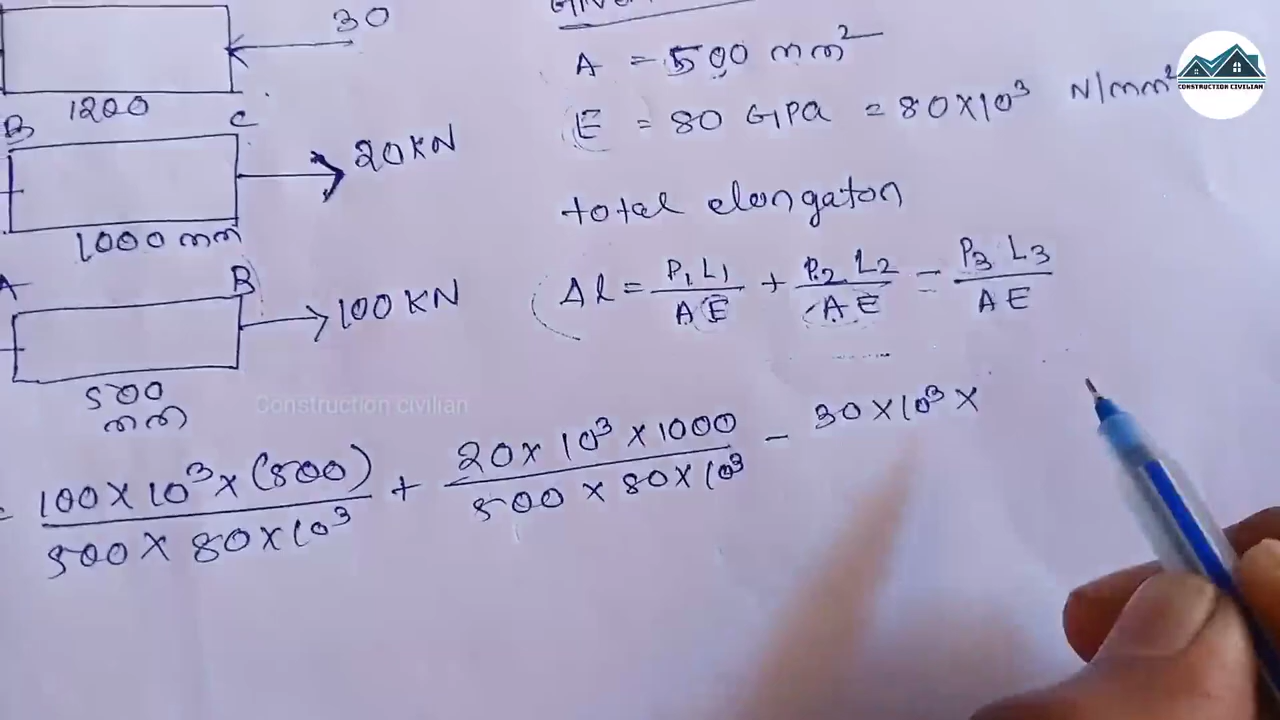 30
1200
B C
20KN
1000 mm
A B
100 KN
500
mm
A = 500 mm²
E = 80 GPa = 80×10³ N/mm²
total elongaton
Δl = P₁L₁/AE + P₂L₂/AE - P₃L₃/AE
= 100×10³×(500)/500×80×10³ + 20×10³×1000/500×80×10³ - 30×10³×
CONSTRUCTION CIVILIAN
Construction civilian